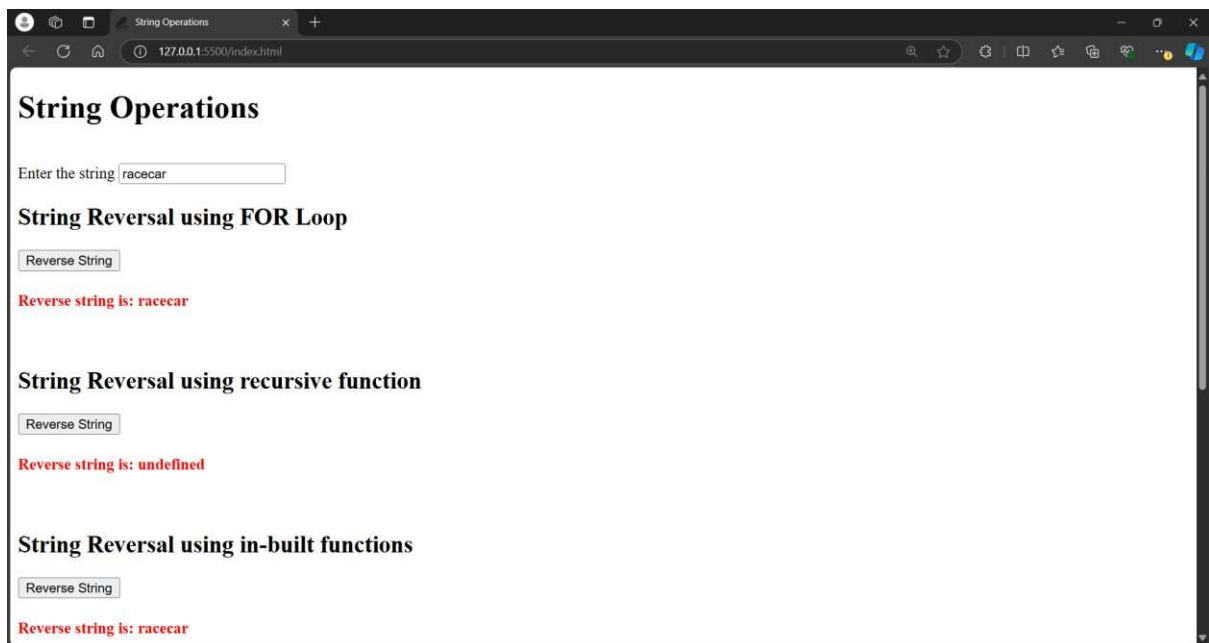 String Operations
127.0.0.1:5500/index.html
String Operations
Enter the string racecar
String Reversal using FOR Loop
Reverse String
Reverse string is: racecar
String Reversal using recursive function
Reverse String
Reverse string is: undefined
String Reversal using in-built functions
Reverse String
Reverse string is: racecar